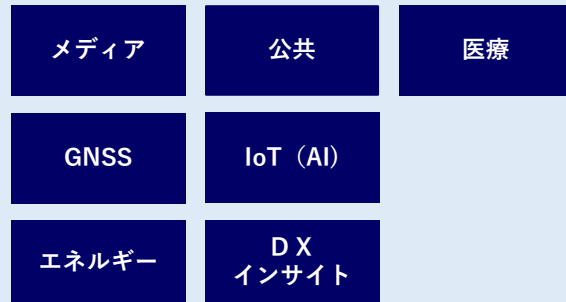 メディア
公共
医療
GNSS
IoT（AI）
エネルギー
ＤＸ
インサイト